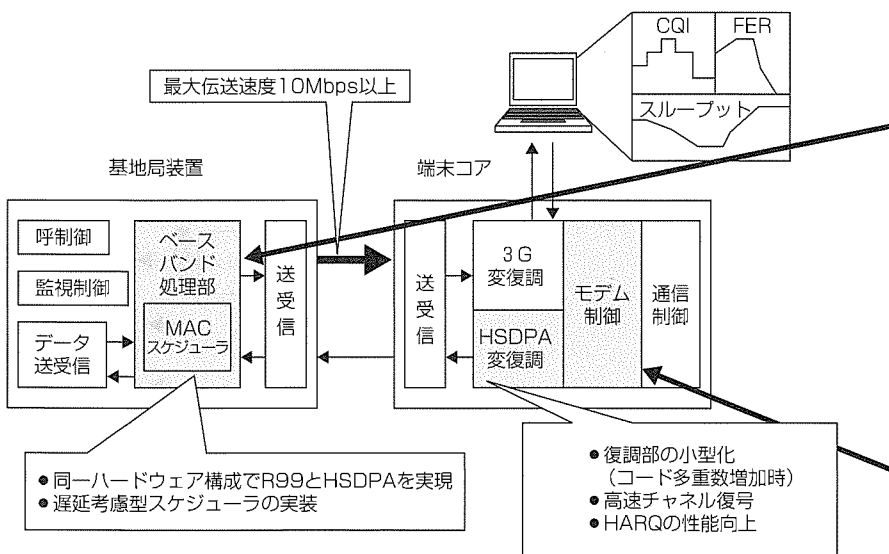 CQI
FER
スループット
最大伝送速度10Mbps以上
基地局装置
端末コア
呼制御
監視制御
データ
送受信
ベース
バンド
処理部
MAC
スケジューラ
送受信
送受信
3G
変復調
HSDPA
変復調
モデム
制御
通信
制御
●同一ハードウェア構成でR99とHSDPAを実現
●遅延考慮型スケジューラの実装
●復調部の小型化
(コード多重数増加時)
●高速チャネル復号
●HARQの性能向上